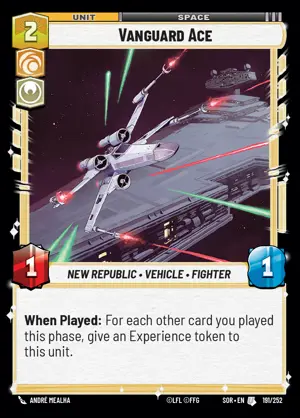 UNIT SPACE
2 VANGUARD ACE
1 NEW REPUBLIC • VEHICLE • FIGHTER 1
When Played: For each other card you played
this phase, give an Experience token to
this unit.
ANDRÉ MEALHA ©LFL ©FFG SOR • EN U 191/252